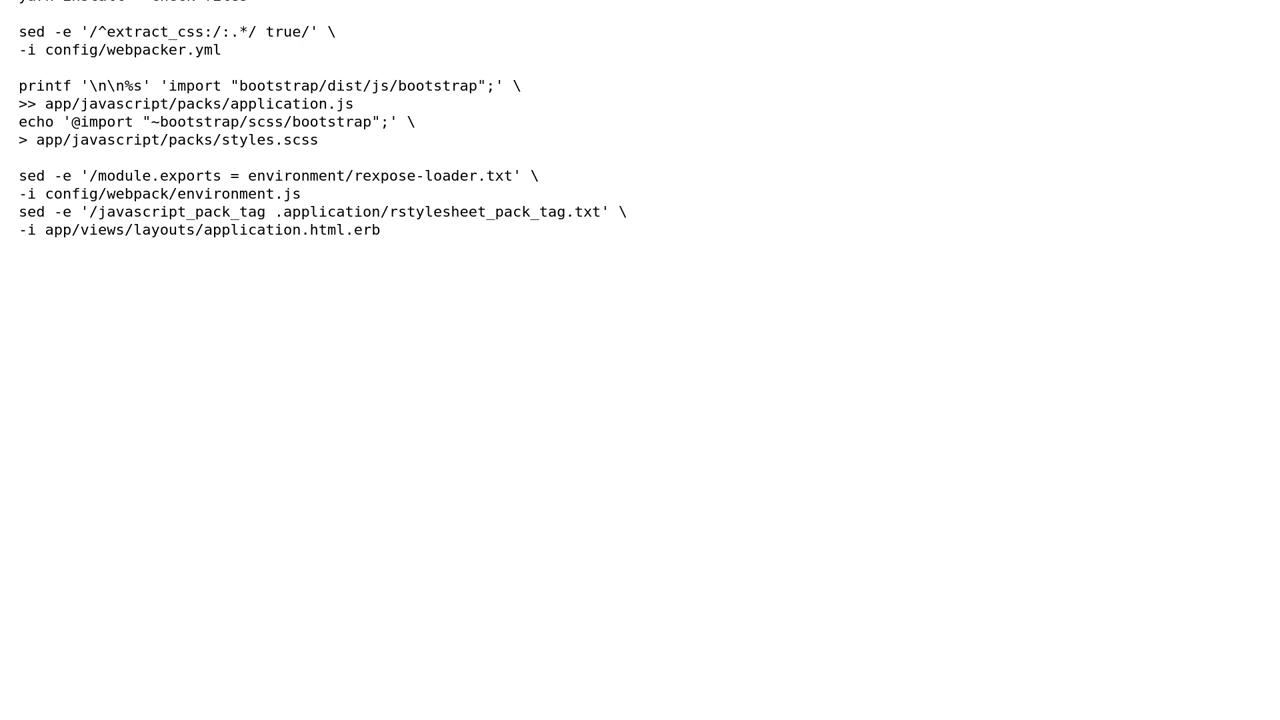 sed -e '/^extract_css:/:.*/ true/' \
-i config/webpacker.yml
printf '\n\n%s' 'import "bootstrap/dist/js/bootstrap";' \
>> app/javascript/packs/application.js
echo '@import "~bootstrap/scss/bootstrap";' \
> app/javascript/packs/styles.scss
sed -e '/module.exports = environment/rexpose-loader.txt' \
-i config/webpack/environment.js
sed -e '/javascript_pack_tag .application/rstylesheet_pack_tag.txt' \
-i app/views/layouts/application.html.erb